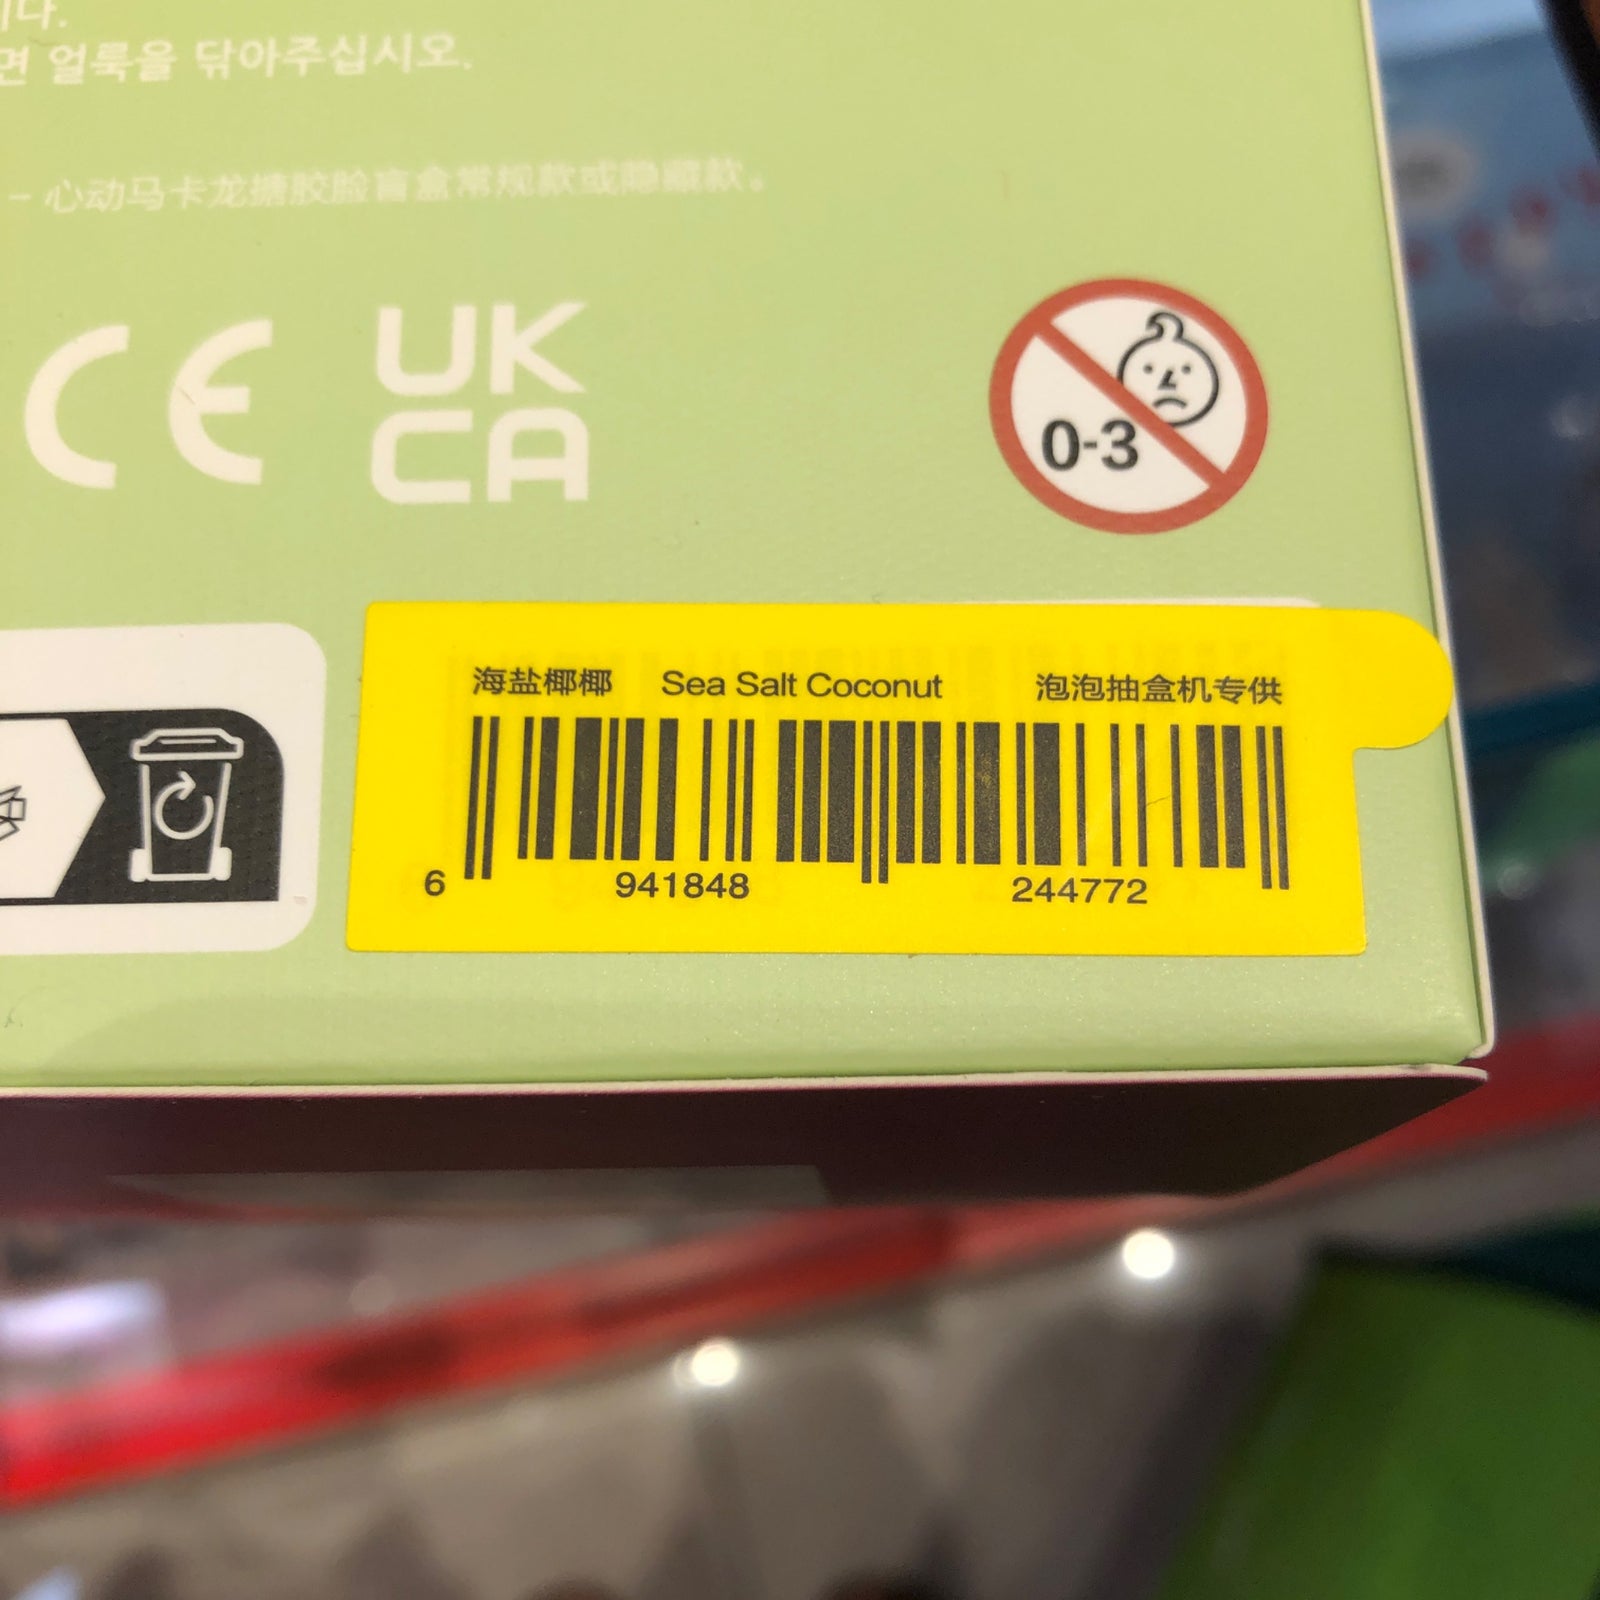 니다.
면 얼룩을 닦아주십시오.
- 心动马卡龙搪胶脸盲盒常规款或隐藏款。
CE
UK
CA
0-3
海盐椰椰 Sea Salt Coconut 泡泡抽盒机专供
6 941848 244772